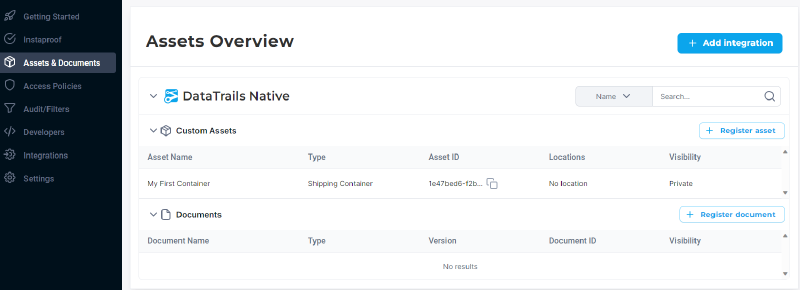 Getting Started
Instaproof
Assets & Documents
Access Policies
Audit/Filters
Developers
Integrations
Settings
Assets Overview
Add integration
DataTrails Native
Name
Search...
Custom Assets
Register asset
Asset Name Type Asset ID Locations Visibility
My First Container Shipping Container 1e47bed6-f2b... No location Private
Documents
Register document
Document Name Type Version Document ID Visibility
No results